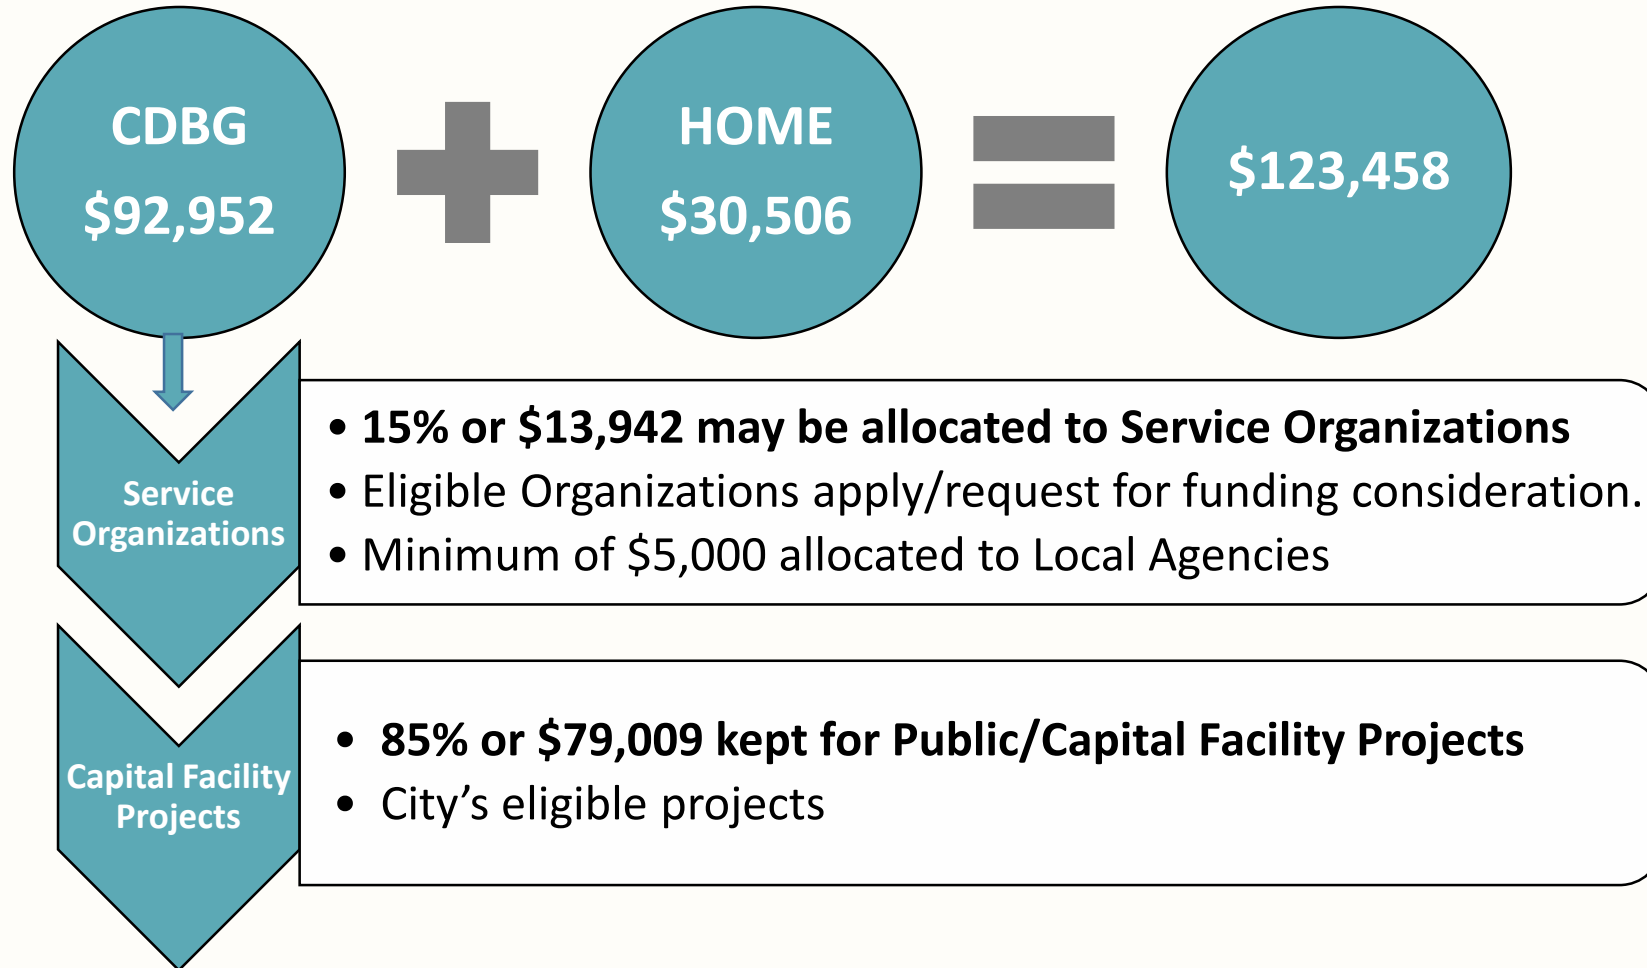 CDBG
$92,952
HOME
$30,506
$123,458
Service
Organizations
• 15% or $13,942 may be allocated to Service Organizations
• Eligible Organizations apply/request for funding consideration.
• Minimum of $5,000 allocated to Local Agencies
Capital Facility
Projects
• 85% or $79,009 kept for Public/Capital Facility Projects
• City’s eligible projects